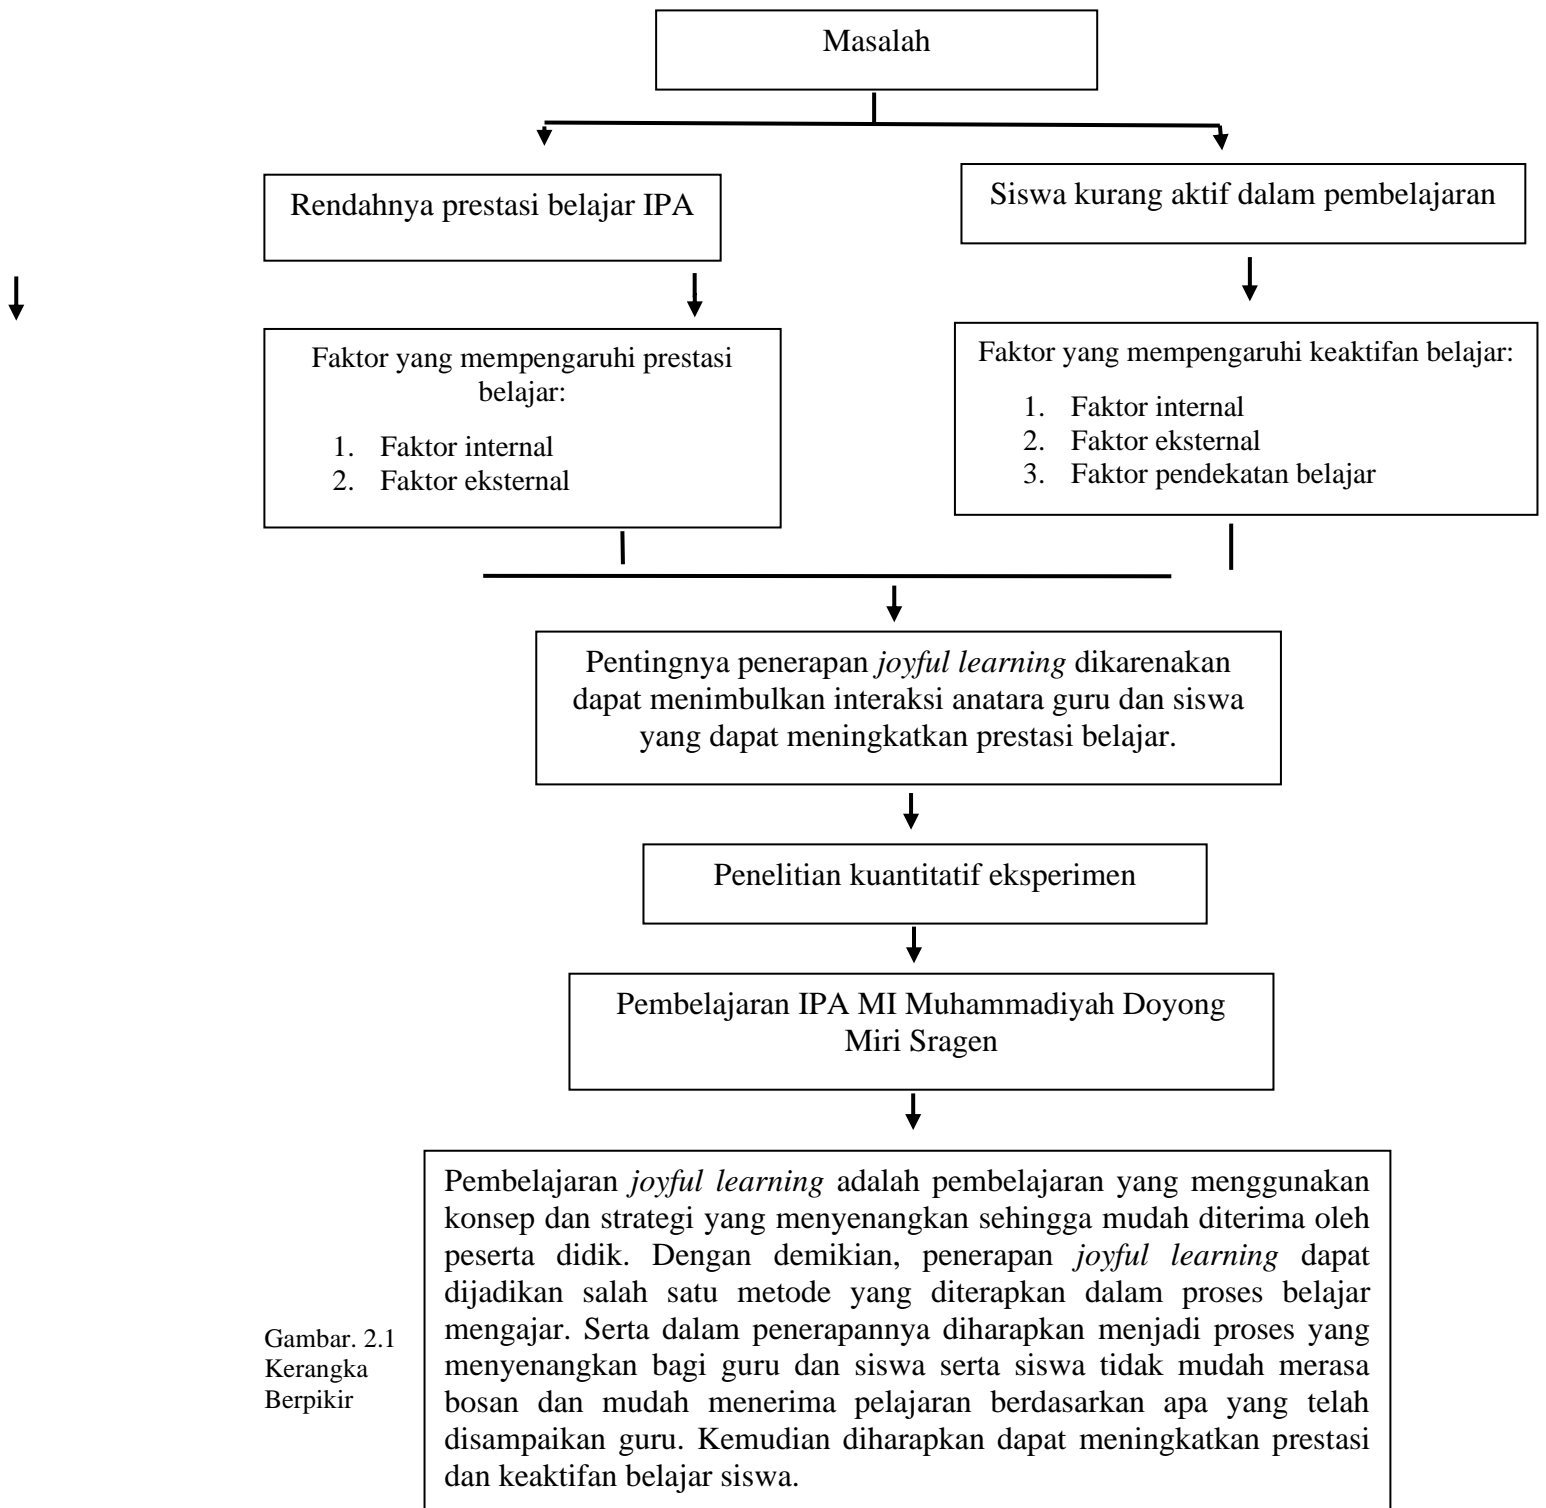 Masalah
Rendahnya prestasi belajar IPA
Siswa kurang aktif dalam pembelajaran
Faktor yang mempengaruhi prestasi
belajar:
1. Faktor internal
2. Faktor eksternal
Faktor yang mempengaruhi keaktifan belajar:
1. Faktor internal
2. Faktor eksternal
3. Faktor pendekatan belajar
Pentingnya penerapan joyful learning dikarenakan
dapat menimbulkan interaksi anatara guru dan siswa
yang dapat meningkatkan prestasi belajar.
Penelitian kuantitatif eksperimen
Pembelajaran IPA MI Muhammadiyah Doyong
Miri Sragen
Pembelajaran joyful learning adalah pembelajaran yang menggunakan
konsep dan strategi yang menyenangkan sehingga mudah diterima oleh
peserta didik. Dengan demikian, penerapan joyful learning dapat
dijadikan salah satu metode yang diterapkan dalam proses belajar
mengajar. Serta dalam penerapannya diharapkan menjadi proses yang
menyenangkan bagi guru dan siswa serta siswa tidak mudah merasa
bosan dan mudah menerima pelajaran berdasarkan apa yang telah
disampaikan guru. Kemudian diharapkan dapat meningkatkan prestasi
dan keaktifan belajar siswa.
Gambar. 2.1
Kerangka
Berpikir